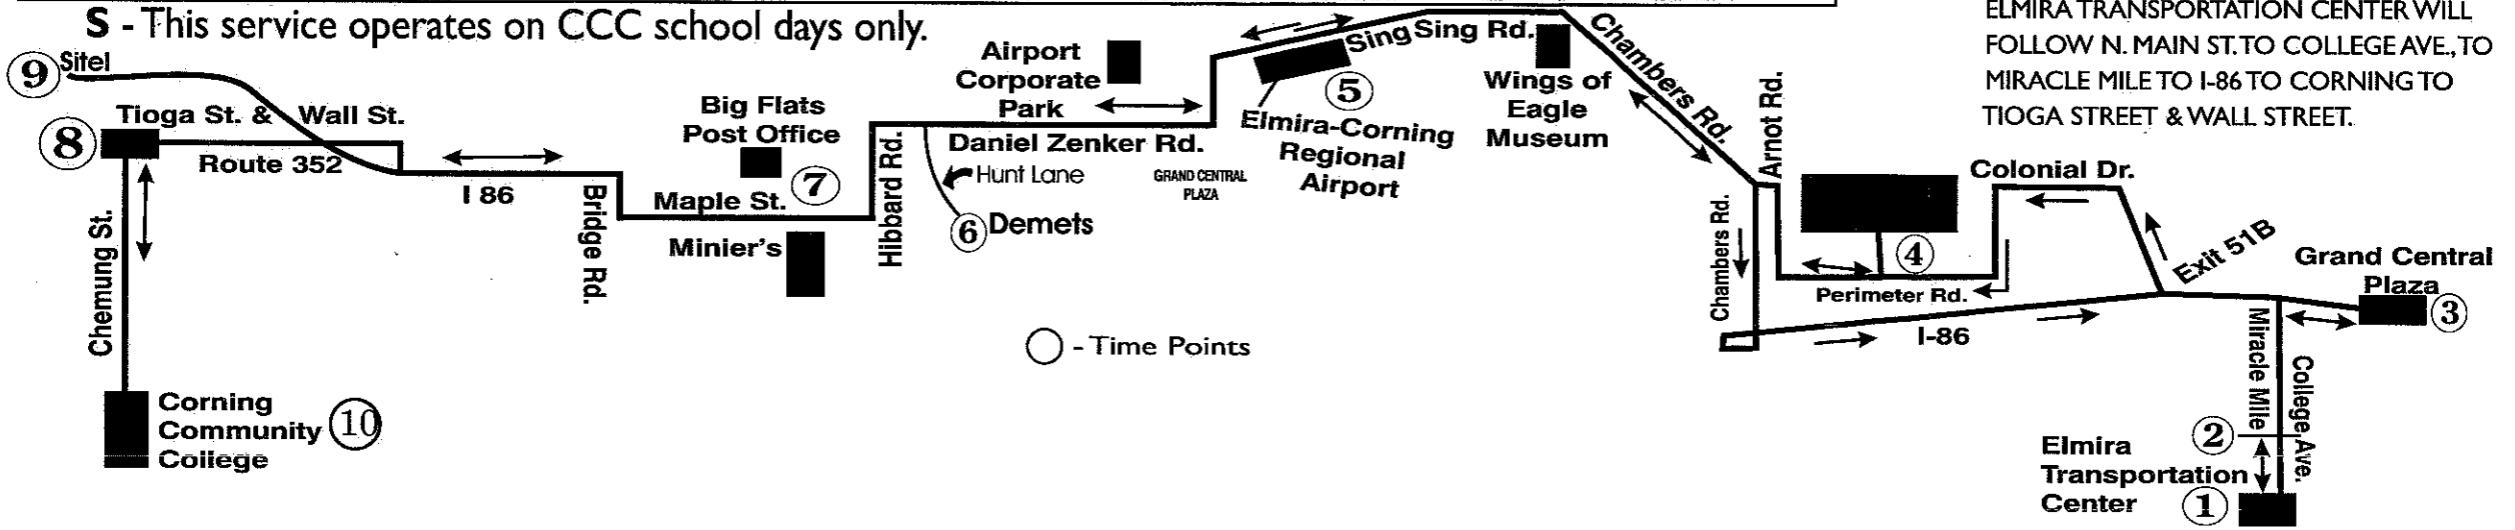 S - This service operates on CCC school days only.
ELMIRA TRANSPORTATION CENTER WILL
FOLLOW N. MAIN ST. TO COLLEGE AVE., TO
MIRACLE MILE TO I-86 TO CORNING TO
TIOGA STREET & WALL STREET.
9 Sitel
8
Tioga St. & Wall St.
Route 352
Chemung St.
Corning
Community
College
10
I 86
Bridge Rd.
Big Flats
Post Office
7
Maple St.
Minier's
Hibbard Rd.
Airport
Corporate
Park
Daniel Zenker Rd.
Hunt Lane
6 Demets
GRAND CENTRAL
PLAZA
Sing Sing Rd.
5
Elmira-Corning
Regional
Airport
Wings of
Eagle
Museum
Chambers Rd.
Arnot Rd.
Chambers Rd.
4
Perimeter Rd.
Colonial Dr.
Exit 51B
I-86
Grand Central
Plaza
3
Miracle Mile
College Ave.
2
Elmira
Transportation
Center
1
- Time Points